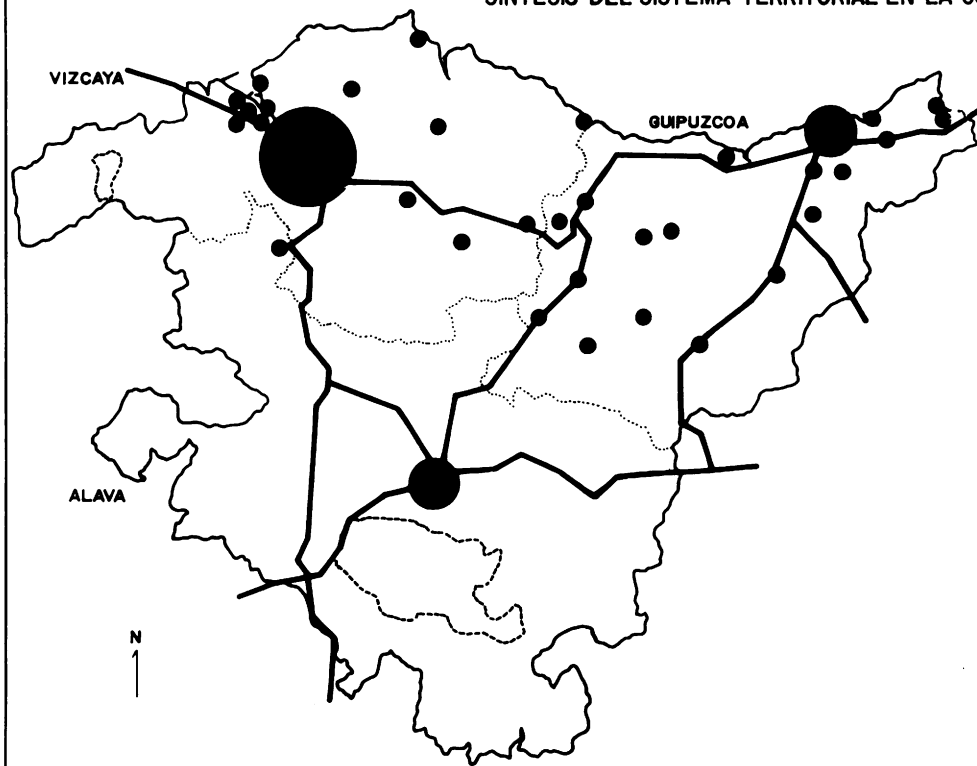 SINTESIS DEL SISTEMA TERRITORIAL EN LA
VIZCAYA
GUIPUZCOA
ALAVA
N